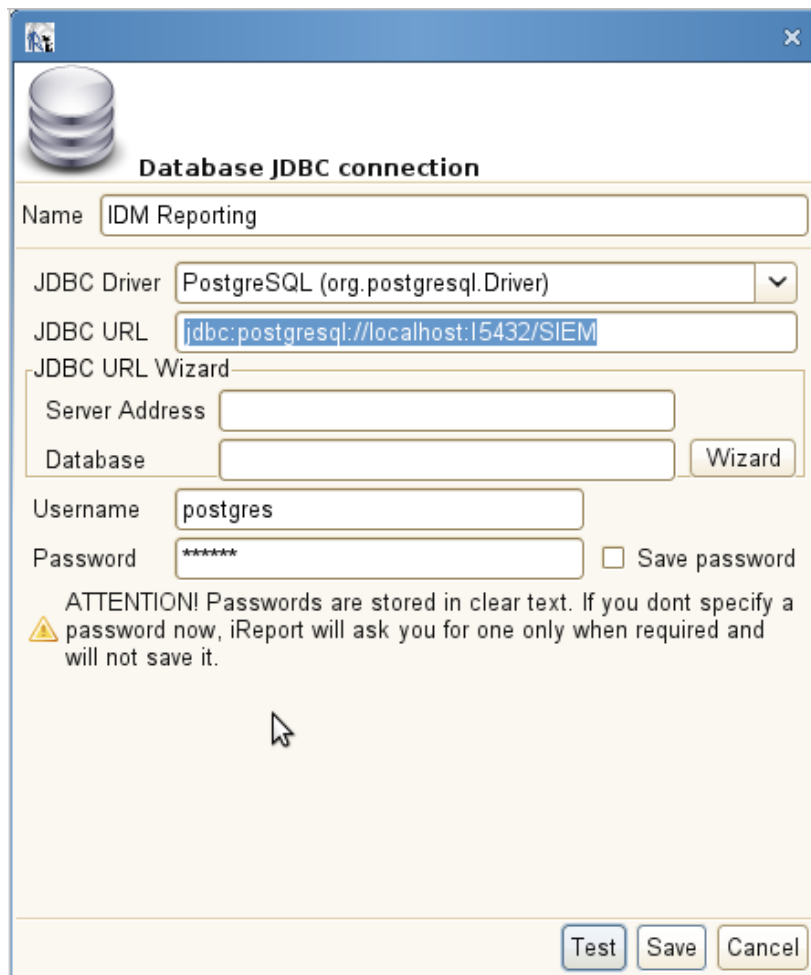 Database JDBC connection
Name IDM Reporting
JDBC Driver PostgreSQL (org.postgresql.Driver)
JDBC URL jdbc:postgresql://localhost:15432/SIEM
JDBC URL Wizard
Server Address
Database Wizard
Username postgres
Password ****** Save password
ATTENTION! Passwords are stored in clear text. If you dont specify a
password now, iReport will ask you for one only when required and
will not save it.
Test Save Cancel